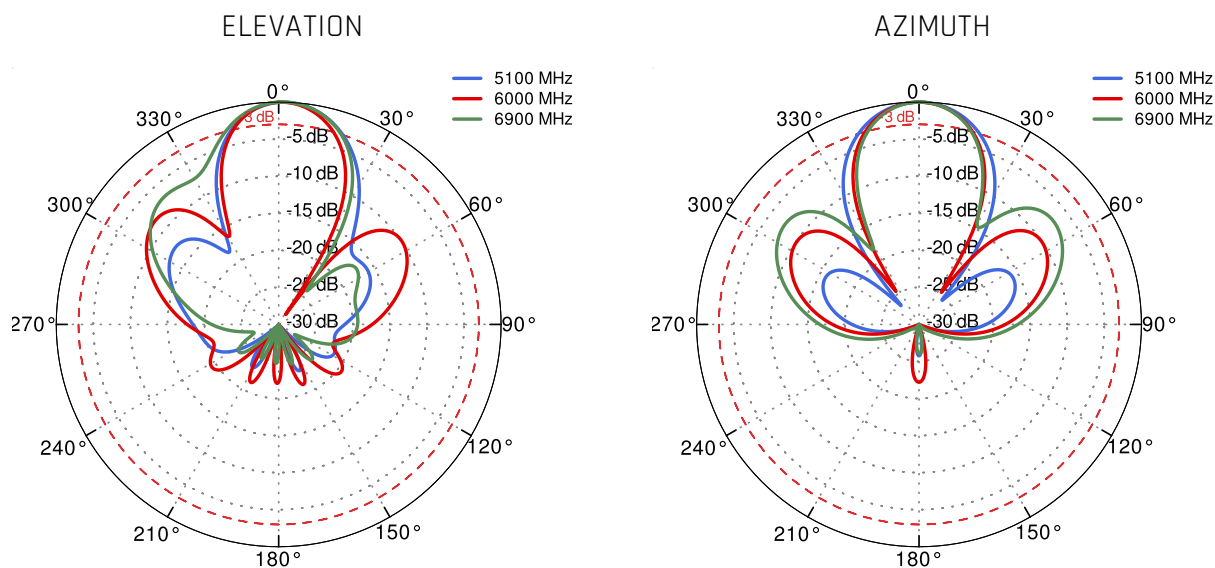 ELEVATION
5100 MHz
6000 MHz
6900 MHz
0°
330°
3 dB
30°
-5 dB
-10 dB
300°
-15 dB
60°
-20 dB
-25 dB
270°
-30 dB
90°
240°
120°
210°
150°
180°
AZIMUTH
5100 MHz
6000 MHz
6900 MHz
0°
330°
3 dB
30°
-5 dB
-10 dB
300°
-15 dB
60°
-20 dB
-25 dB
270°
-30 dB
90°
240°
120°
210°
150°
180°